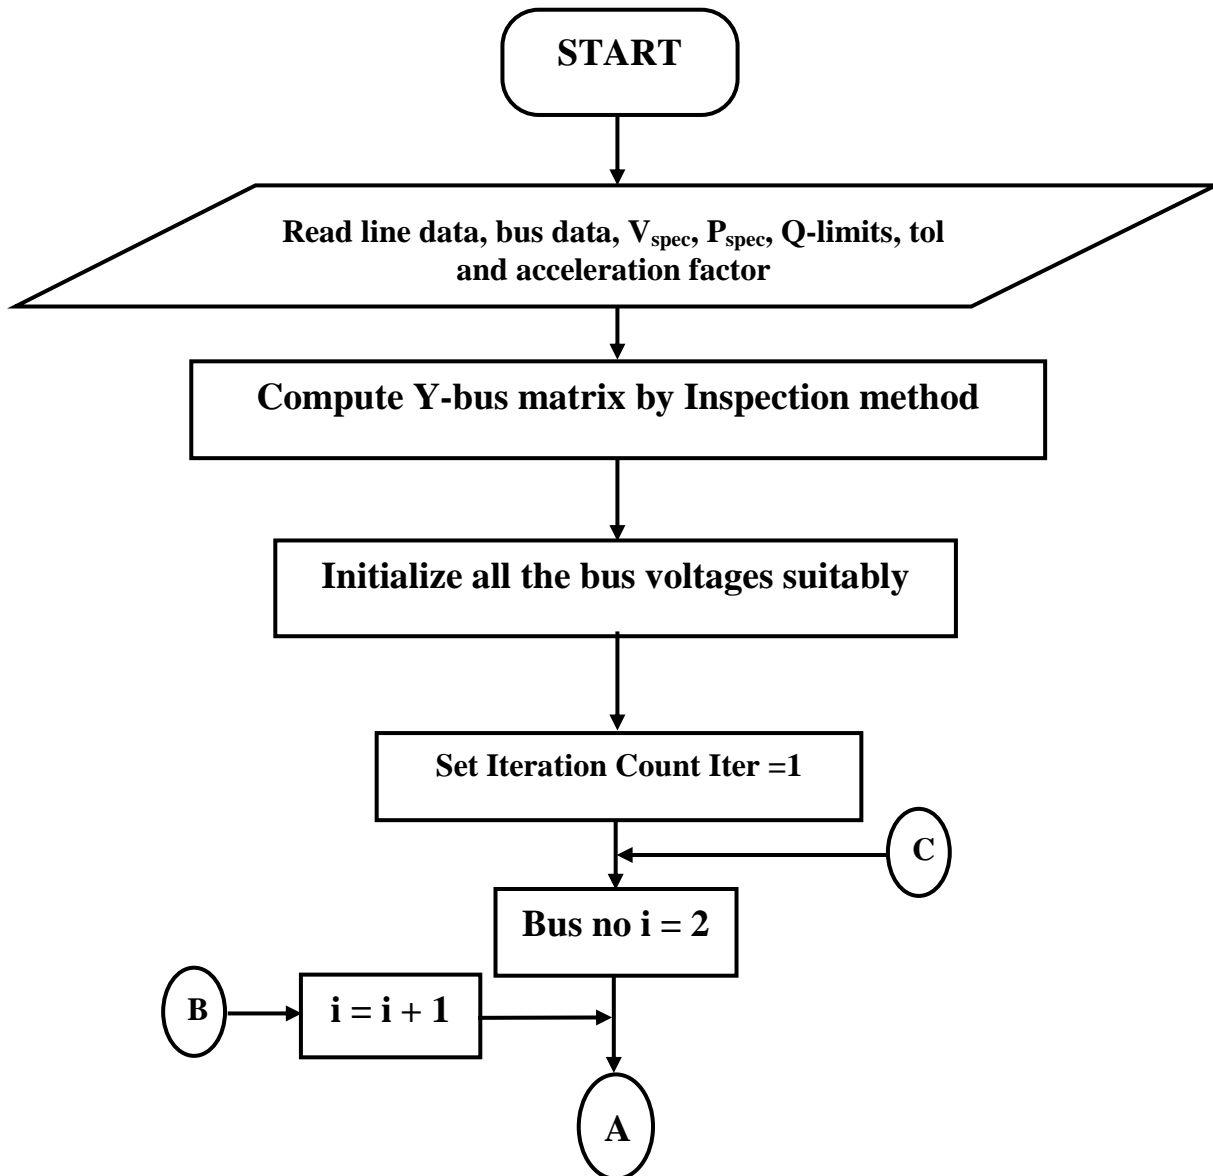 START
Read line data, bus data, Vspec, Pspec, Q-limits, tol
and acceleration factor
Compute Y-bus matrix by Inspection method
Initialize all the bus voltages suitably
Set Iteration Count Iter =1
C
Bus no i = 2
B
i = i + 1
A